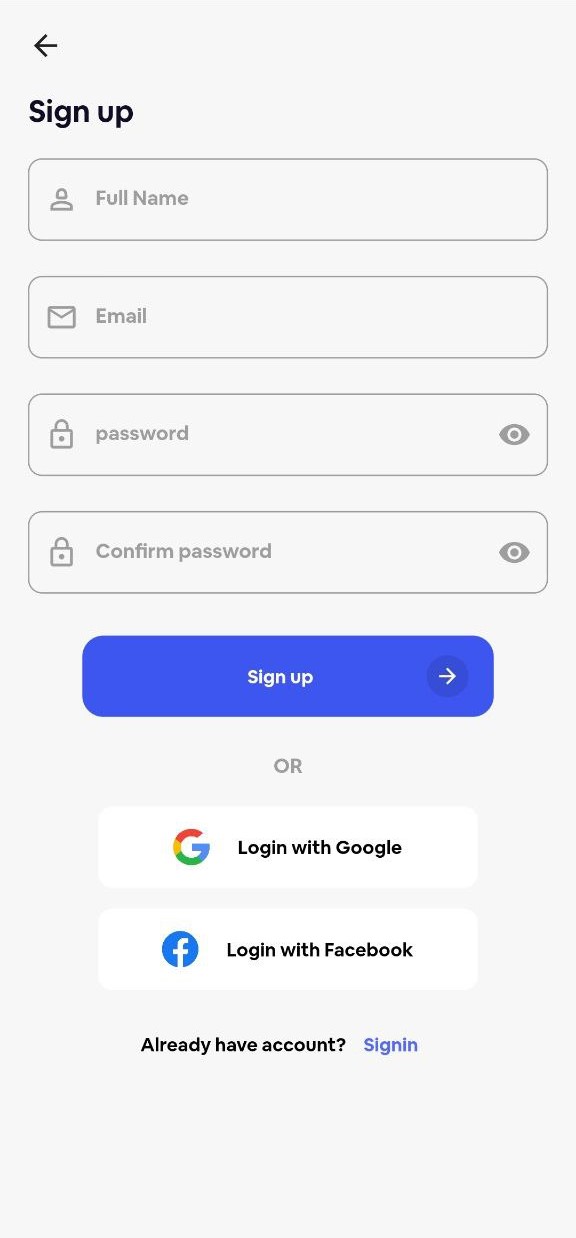 Sign up
Full Name
Email
password
Confirm password
Sign up
OR
Login with Google
Login with Facebook
Already have account? Signin